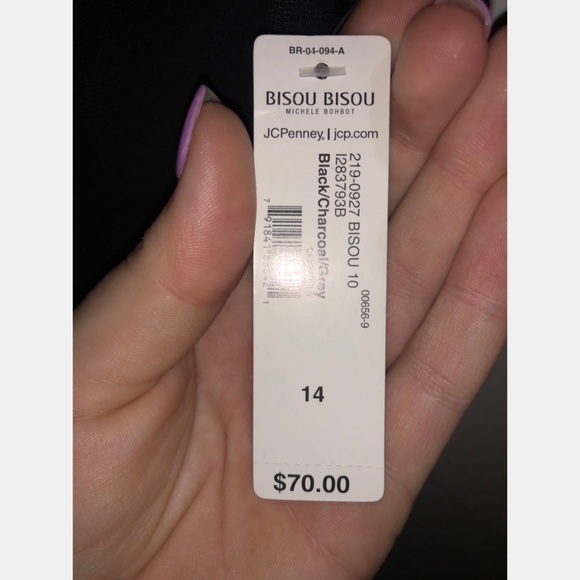 BR-04-094-A
BISOU BISOU
MICHELE BOHBOT
JCPenney, | jcp.com
219-0927 BISOU 10
I283793B
Black/Charcoal/Gray
00656-9
14
$70.00